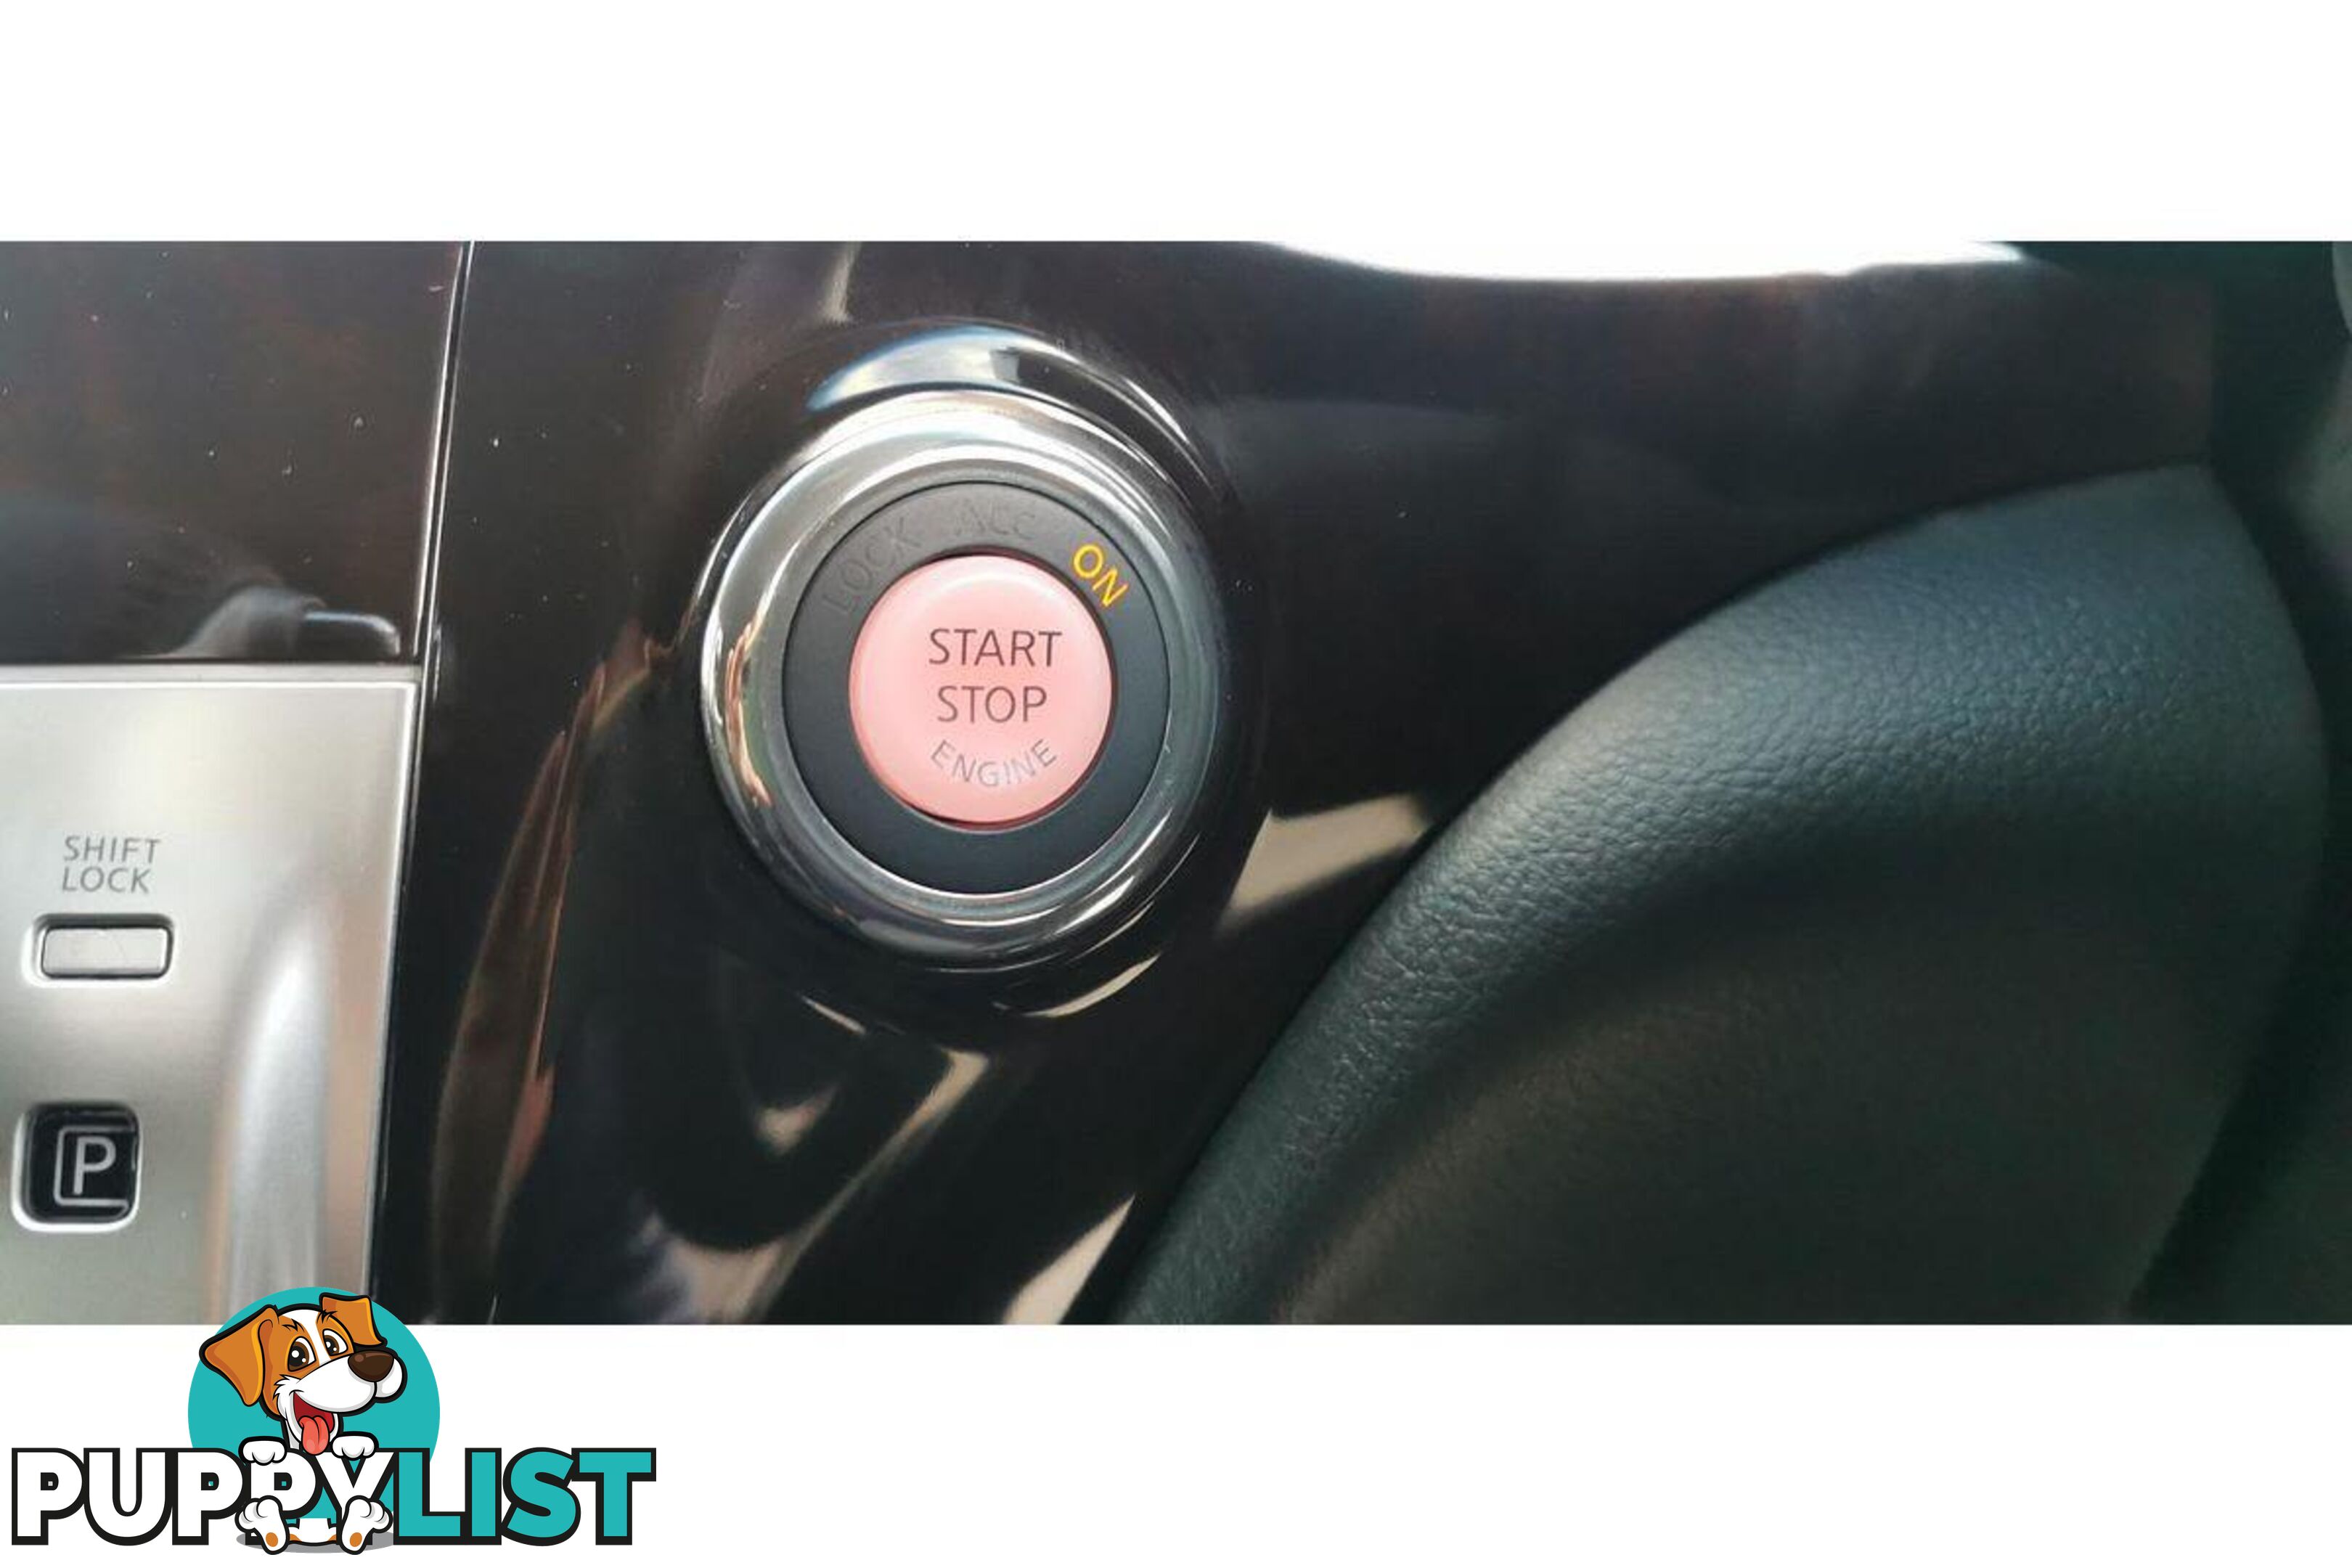 LOCK Acc ON
START
STOP
ENGINE
SHIFT
LOCK
P
PUPPYLIST